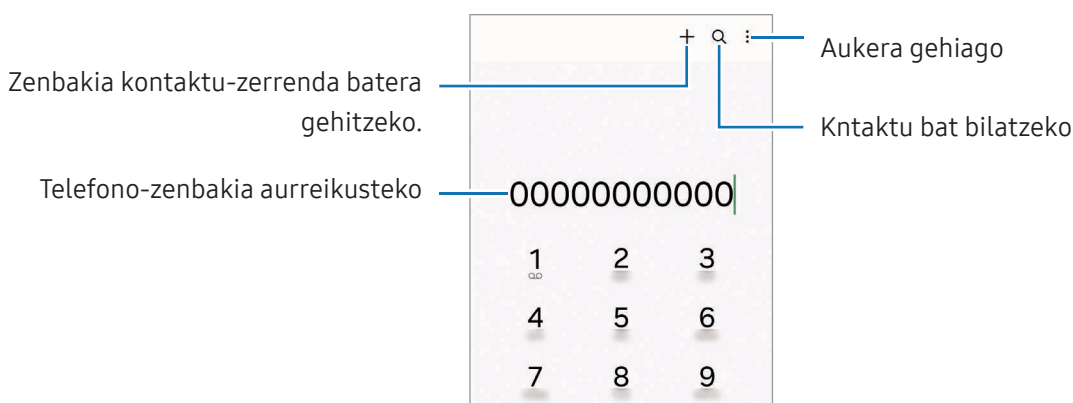 Aukera gehiago
Zenbakia kontaktu-zerrenda batera
gehitzeko.
Kntaktu bat bilatzeko
Telefono-zenbakia aurreikusteko
00000000000
1 2 3
4 5 6
7 8 9